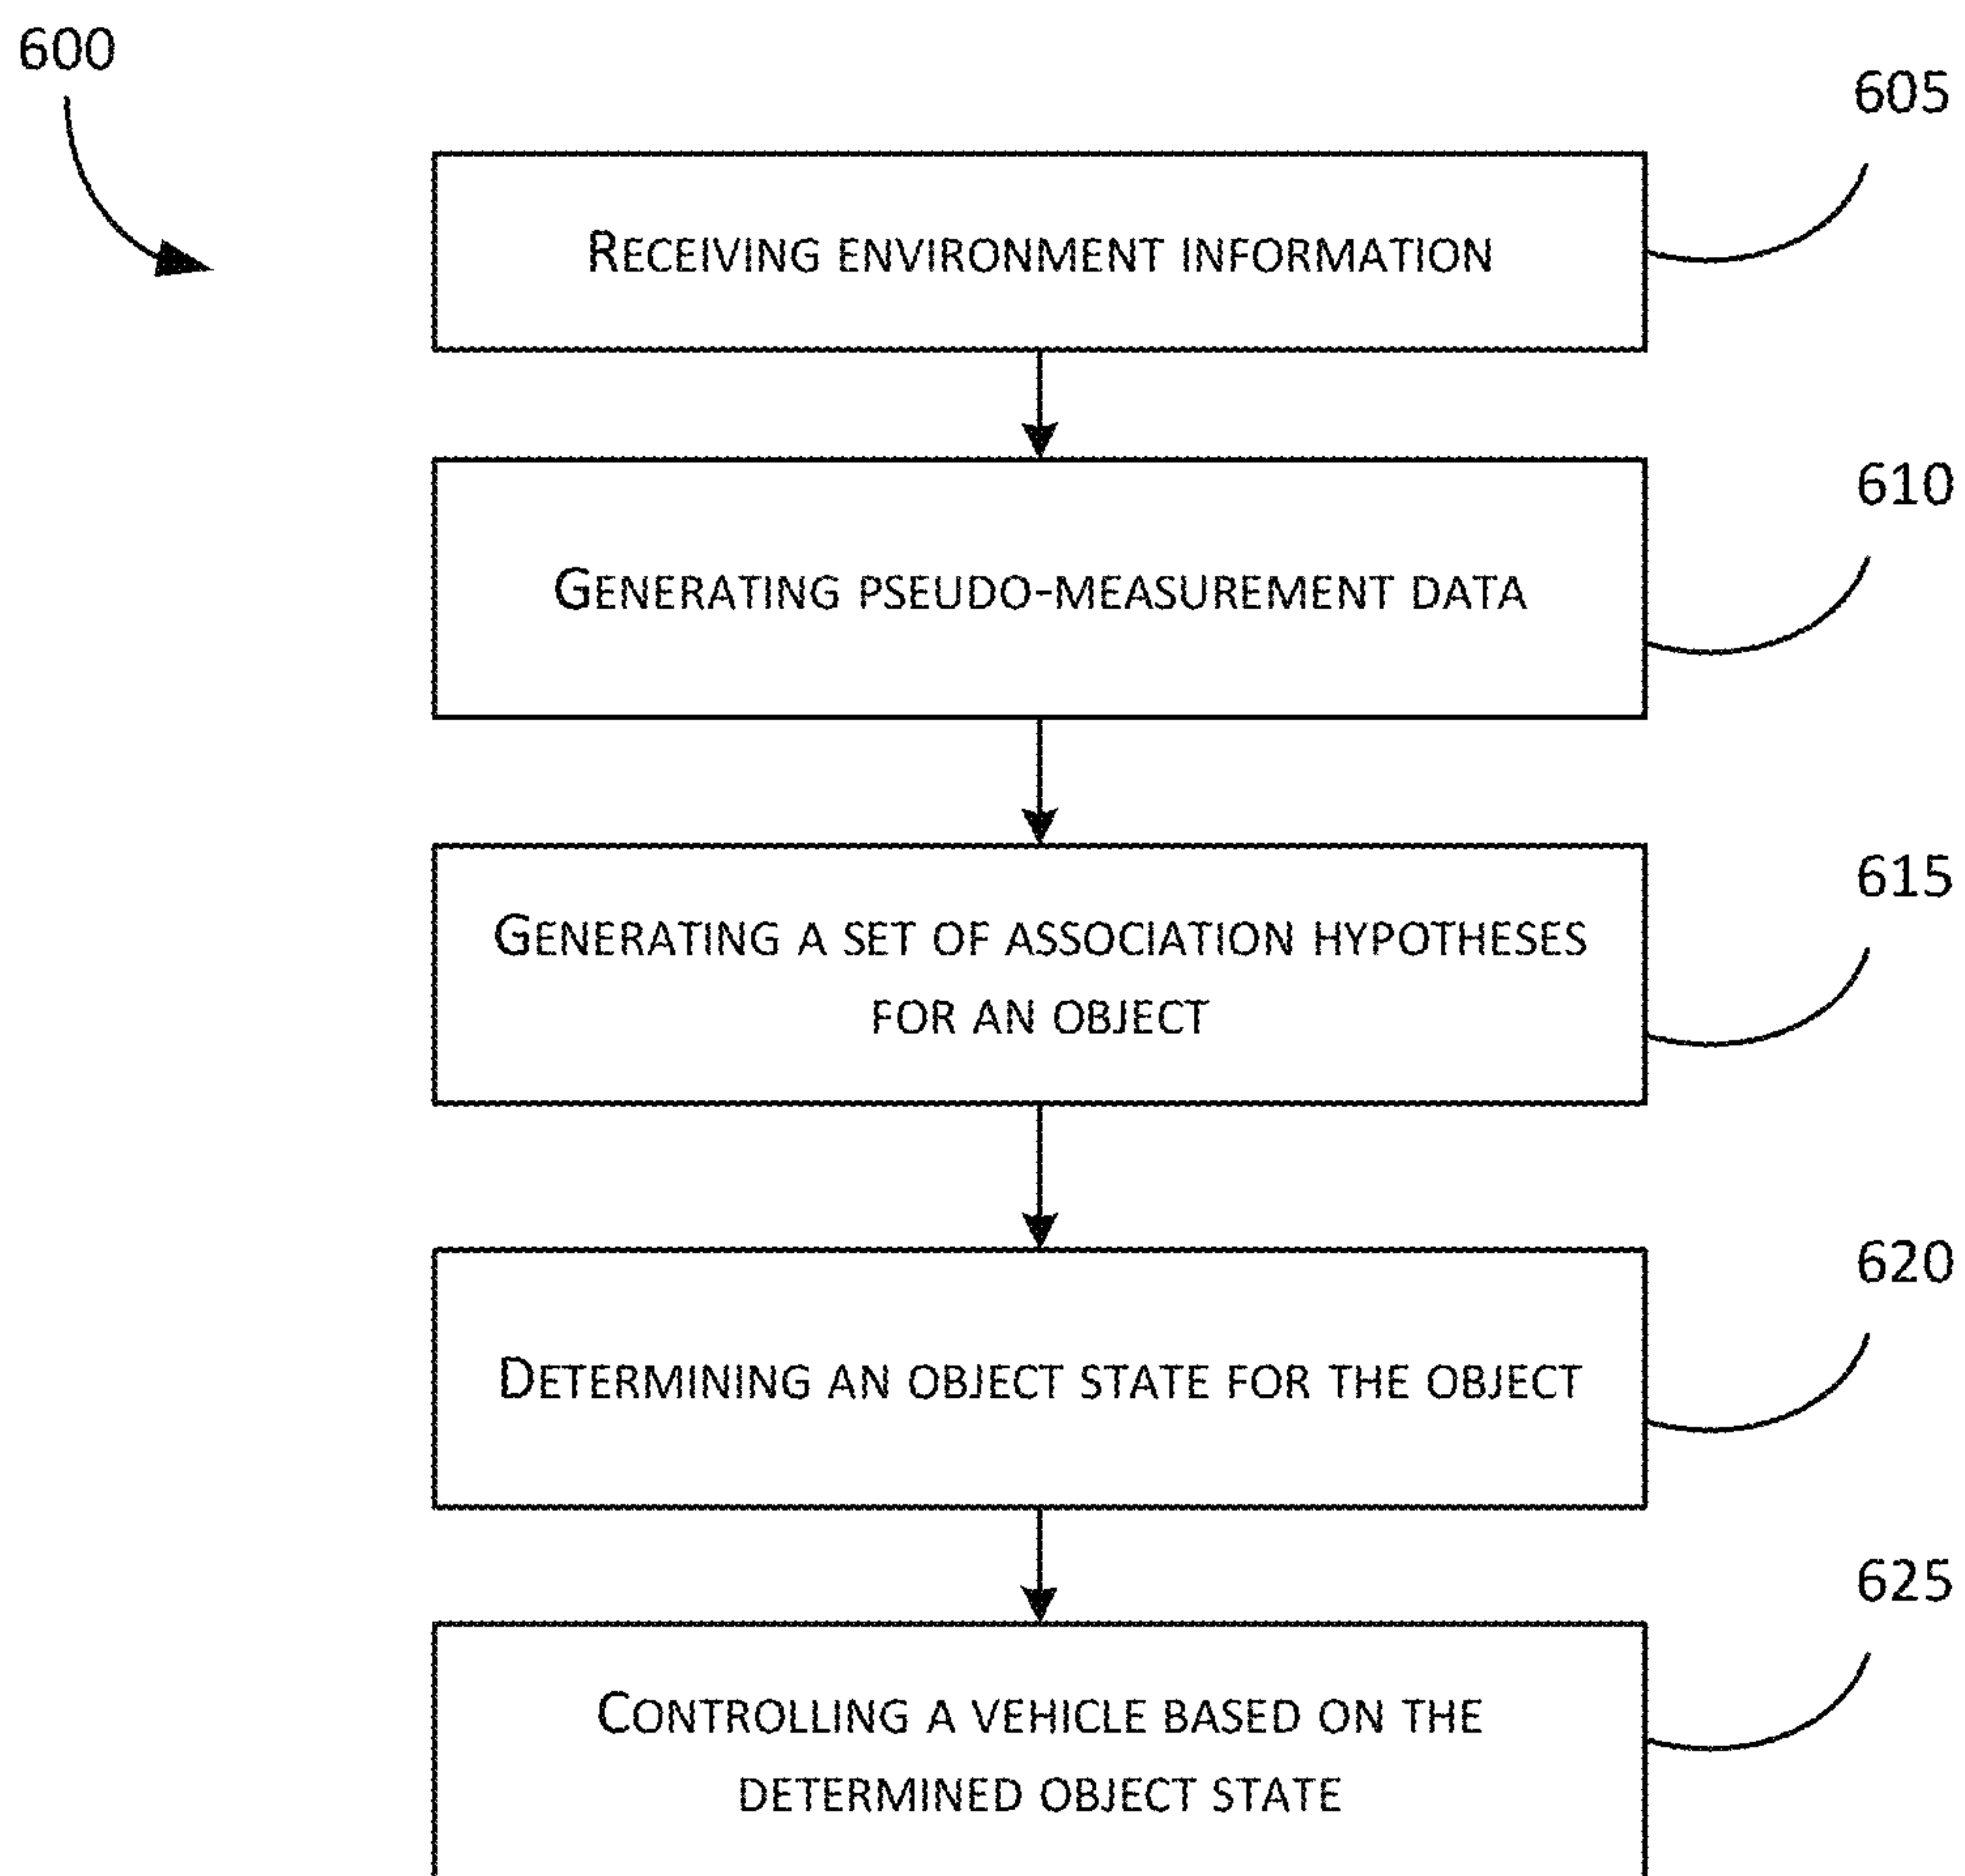 600
605
RECEIVING ENVIRONMENT INFORMATION
610
GENERATING PSEUDO-MEASUREMENT DATA
615
GENERATING A SET OF ASSOCIATION HYPOTHESES
FOR AN OBJECT
620
DETERMINING AN OBJECT STATE FOR THE OBJECT
625
CONTROLLING A VEHICLE BASED ON THE
DETERMINED OBJECT STATE